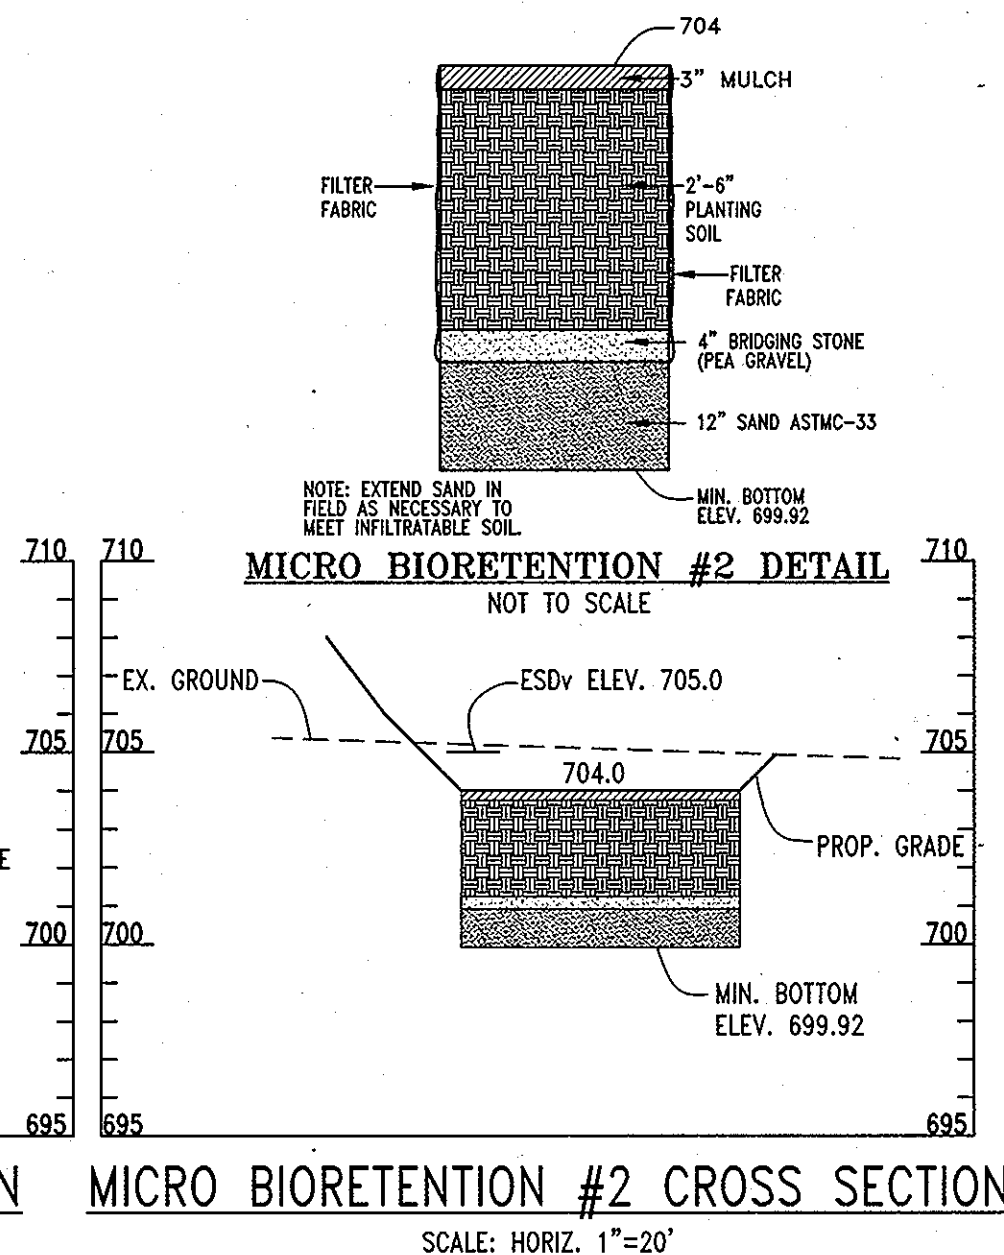 704
3" MULCH
FILTER
FABRIC
2'-6"
PLANTING
SOIL
FILTER
FABRIC
4" BRIDGING STONE
(PEA GRAVEL)
12" SAND ASTMC-33
NOTE: EXTEND SAND IN
FIELD AS NECESSARY TO
MEET INFILTRATABLE SOIL.
MIN. BOTTOM
ELEV. 699.92
MICRO BIORETENTION #2 DETAIL
NOT TO SCALE
710 710 710
EX. GROUND
ESDv ELEV. 705.0
705 705 705
704.0
PROP. GRADE
E
700 700 700
MIN. BOTTOM
ELEV. 699.92
695 695 695
N
MICRO BIORETENTION #2 CROSS SECTION
SCALE: HORIZ. 1"=20'